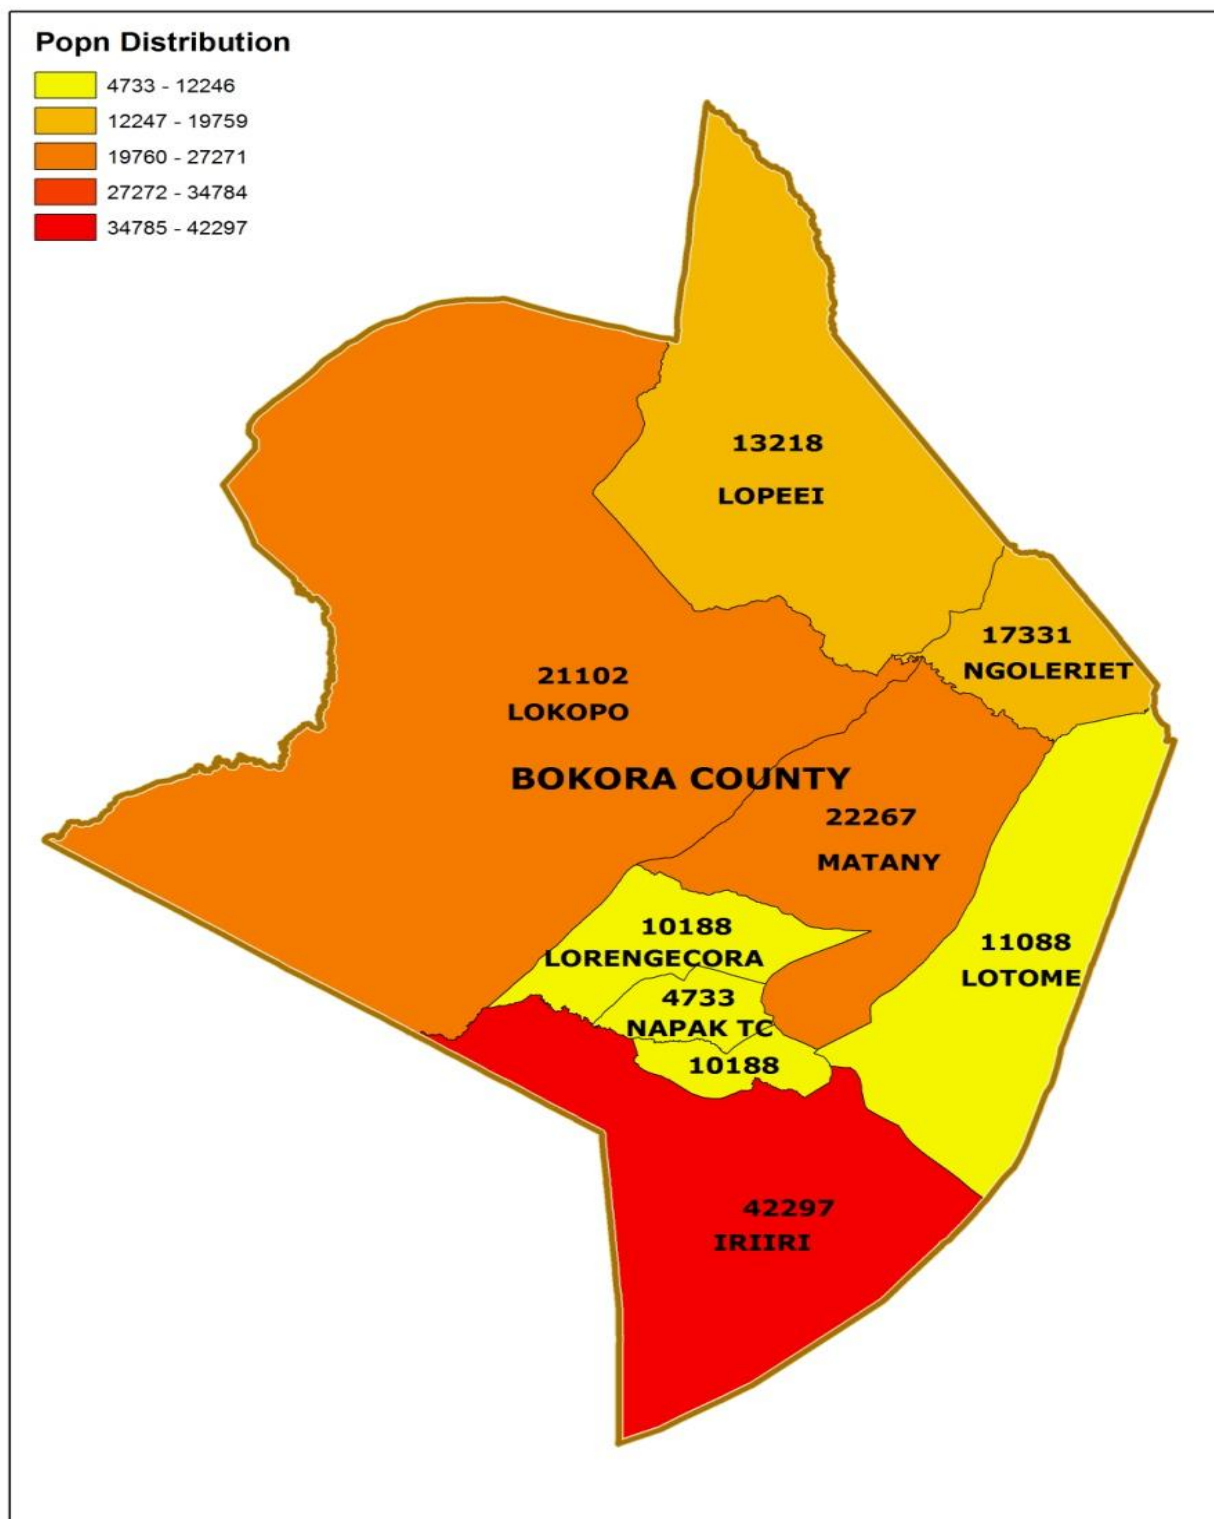 Popn Distribution
4733 - 12246
12247 - 19759
19760 - 27271
27272 - 34784
34785 - 42297
13218
LOPEEI
17331
NGOLERIET
21102
LOKOPO
BOKORA COUNTY
22267
MATANY
10188
LORENGECORA
11088
LOTOME
4733
NAPAK TC
10188
42297
IRIIRI